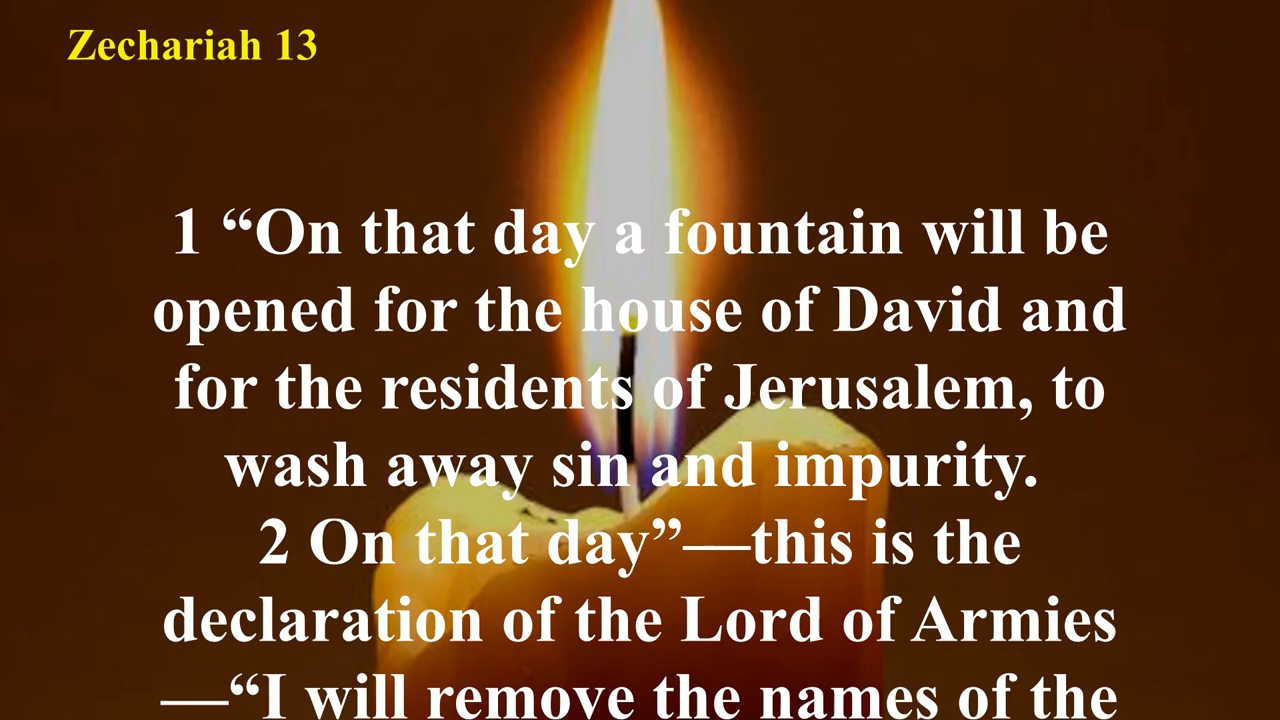 Zechariah 13
1 “On that day a fountain will be
opened for the house of David and
for the residents of Jerusalem, to
wash away sin and impurity.
2 On that day”—this is the
declaration of the Lord of Armies
—“I will remove the names of the